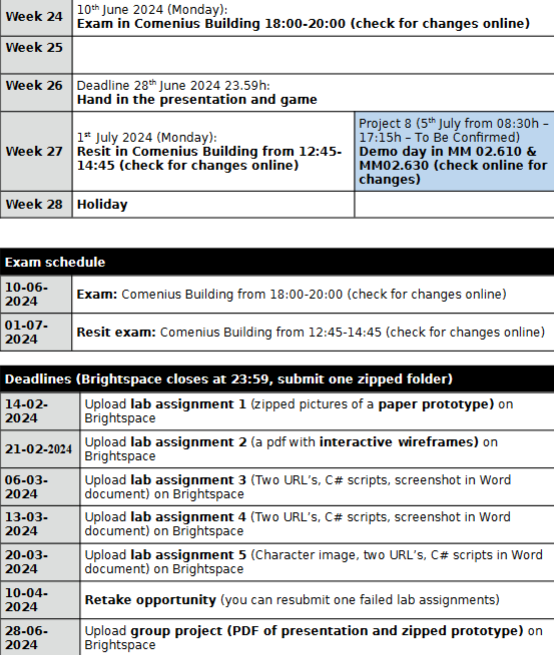 Week 24
10th June 2024 (Monday):
Exam in Comenius Building 18:00-20:00 (check for changes online)
Week 25
Week 26
Deadline 28th June 2024 23.59h:
Hand in the presentation and game
Week 27
1st July 2024 (Monday):
Resit in Comenius Building from 12:45-
14:45 (check for changes online)
Project 8 (5th July from 08:30h –
17:15h – To Be Confirmed)
Demo day in MM 02.610 &
MM02.630 (check online for
changes)
Week 28
Holiday
Exam schedule
10-06-
2024
Exam: Comenius Building from 18:00-20:00 (check for changes online)
01-07-
2024
Resit exam: Comenius Building from 12:45-14:45 (check for changes online)
Deadlines (Brightspace closes at 23:59, submit one zipped folder)
14-02-
2024
Upload lab assignment 1 (zipped pictures of a paper prototype) on
Brightspace
21-02-2024
Upload lab assignment 2 (a pdf with interactive wireframes) on
Brightspace
06-03-
2024
Upload lab assignment 3 (Two URL’s, C# scripts, screenshot in Word
document) on Brightspace
13-03-
2024
Upload lab assignment 4 (Two URL’s, C# scripts, screenshot in Word
document) on Brightspace
20-03-
2024
Upload lab assignment 5 (Character image, two URL’s, C# scripts in Word
document) on Brightspace
10-04-
2024
Retake opportunity (you can resubmit one failed lab assignments)
28-06-
2024
Upload group project (PDF of presentation and zipped prototype) on
Brightspace